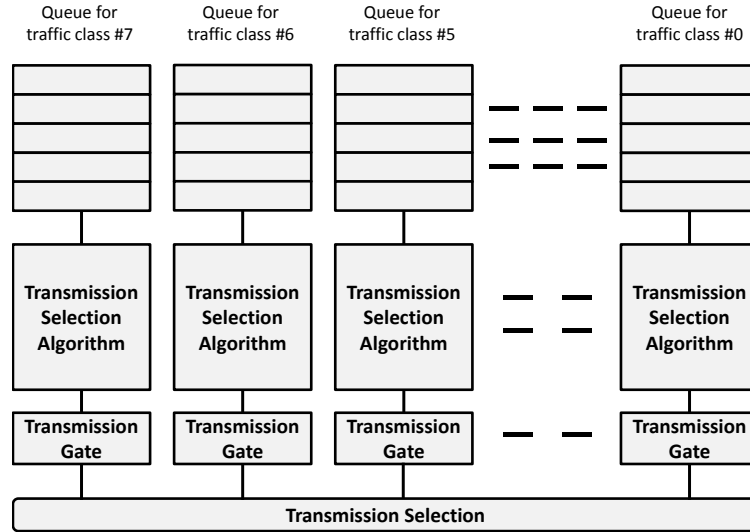 Queue for
traffic class #7
Queue for
traffic class #6
Queue for
traffic class #5
Queue for
traffic class #0
Transmission
Selection
Algorithm
Transmission
Selection
Algorithm
Transmission
Selection
Algorithm
Transmission
Selection
Algorithm
Transmission
Gate
Transmission
Gate
Transmission
Gate
Transmission
Gate
Transmission Selection